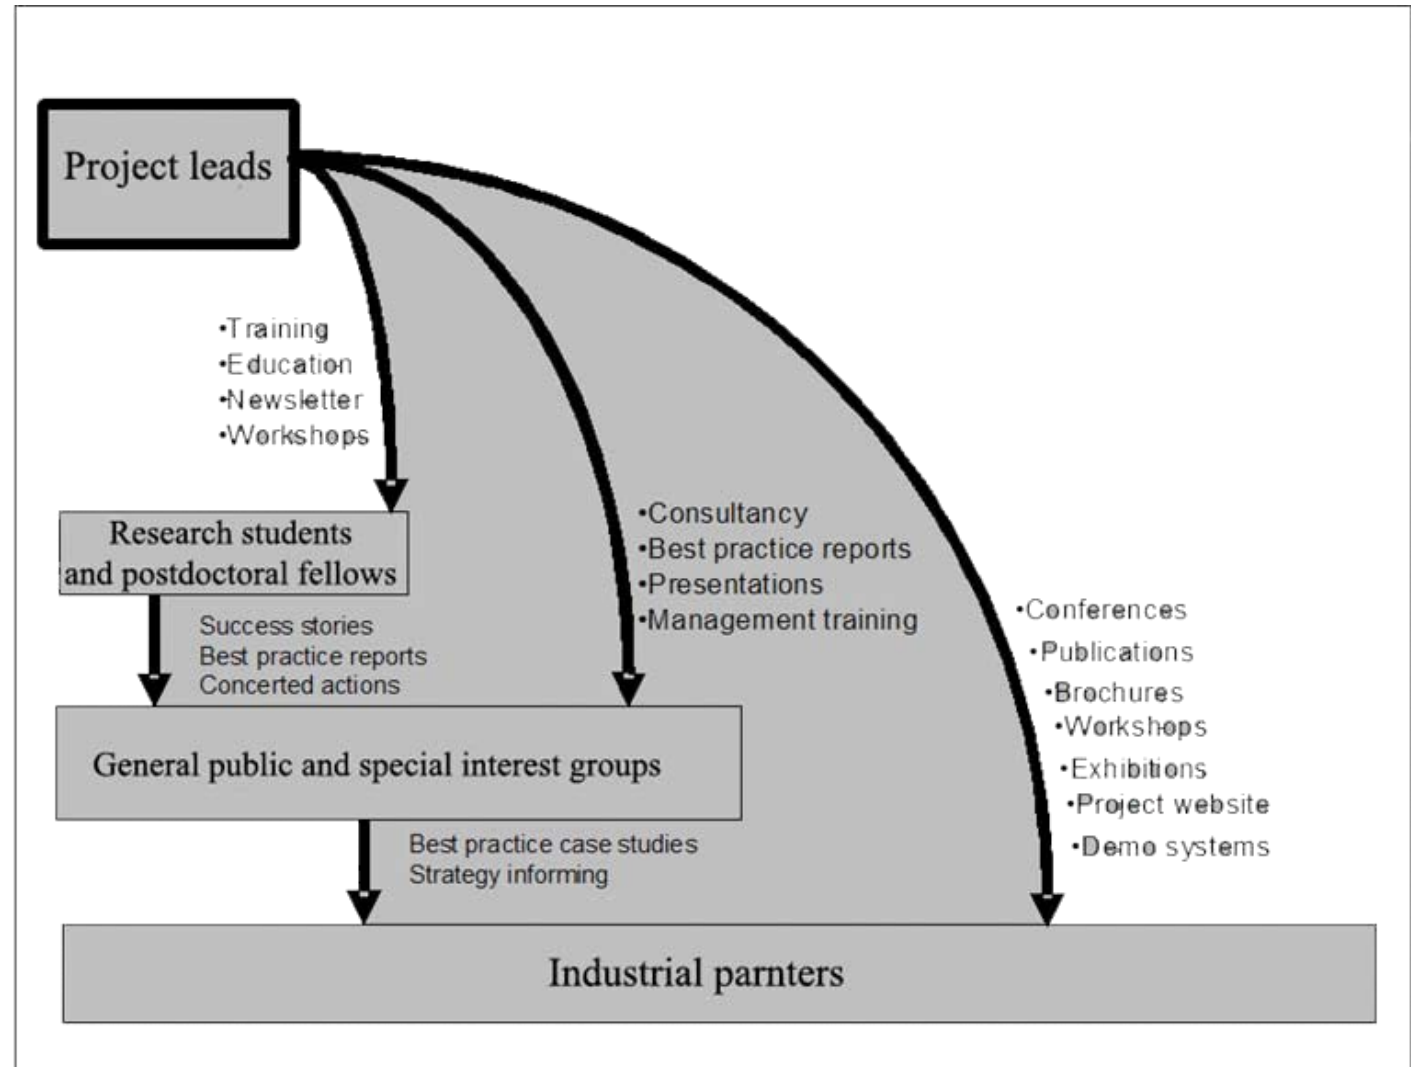 Project leads
•Training
•Education
•Newsletter
•Workshops
Research students
and postdoctoral fellows
•Consultancy
•Best practice reports
•Presentations
•Management training
Success stories
Best practice reports
Concerted actions
•Conferences
•Publications
•Brochures
•Workshops
•Exhibitions
•Project website
•Demo systems
General public and special interest groups
Best practice case studies
Strategy informing
Industrial parnters